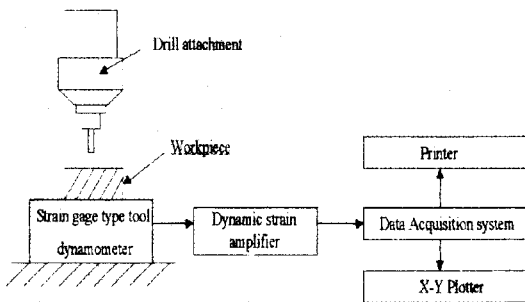 Drill attachment
Workpiece
Strain gage type tool
dynamometer
Dynamic strain
amplifier
Printer
Data Acquisition system
X-Y Plotter